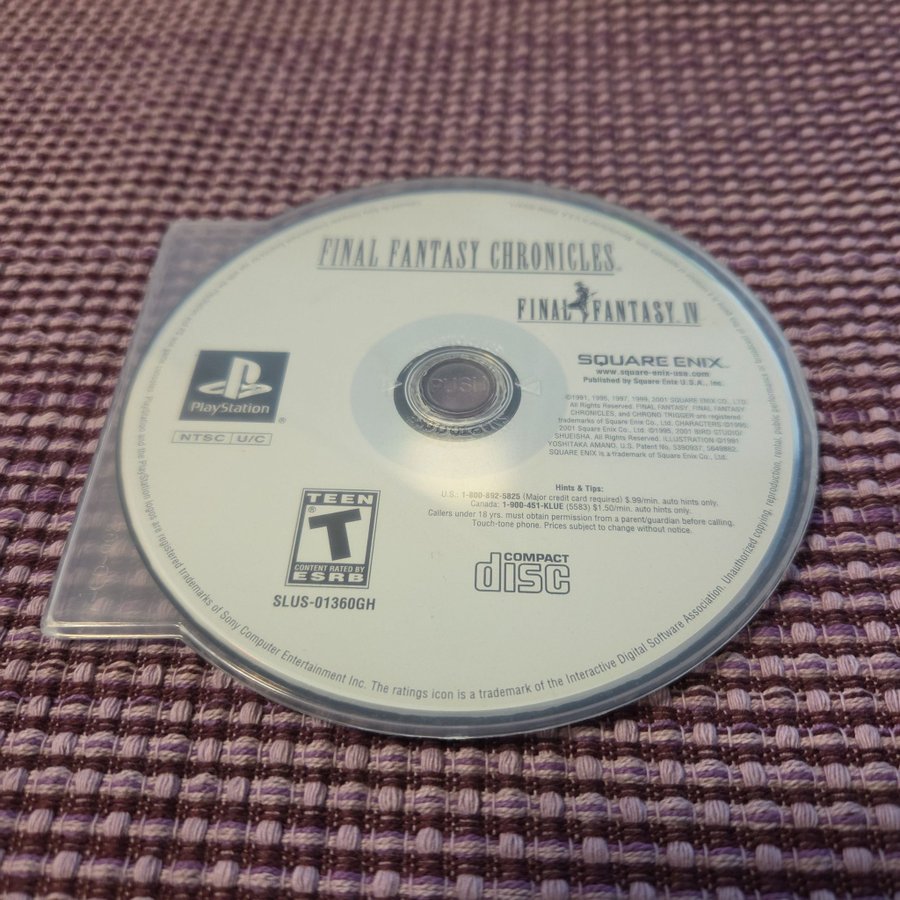 FINAL FANTASY CHRONICLES™
FINAL FANTASY IV
PlayStation®
NTSC U/C
PUSH
SQUARE ENIX™
www.square-enix-usa.com
Published by Square Enix U.S.A., Inc.
©1991, 1996, 1997, 1999, 2001 SQUARE ENIX CO., LTD.
All Rights Reserved. FINAL FANTASY, FINAL FANTASY
CHRONICLES, and CHRONO TRIGGER are registered
trademarks of Square Enix Co., Ltd. CHARACTERS ©1995,
2001 Square Enix Co., Ltd. ©1995, 2001 BIRD STUDIO/
SHUEISHA. All Rights Reserved. ILLUSTRATION ©1991
YOSHITAKA AMANO. U.S. Patent No. 5390937, 5649862.
SQUARE ENIX is a trademark of Square Enix Co., Ltd.
Hints & Tips:
U.S.: 1-800-892-5825 (Major credit card required) $.99/min. auto hints only.
Canada: 1-900-451-KLUE (5583) $1.50/min. auto hints only.
Callers under 18 yrs. must obtain permission from a parent/guardian before calling.
Touch-tone phone. Prices subject to change without notice.
TEEN
®
T
CONTENT RATED BY
ESRB
SLUS-01360GH
COMPACT
disc
PlayStation and the PlayStation logos are registered trademarks of Sony Computer Entertainment Inc. The ratings icon is a trademark of the Interactive Digital Software Association. Unauthorized copying, reproduction, rental, public performance